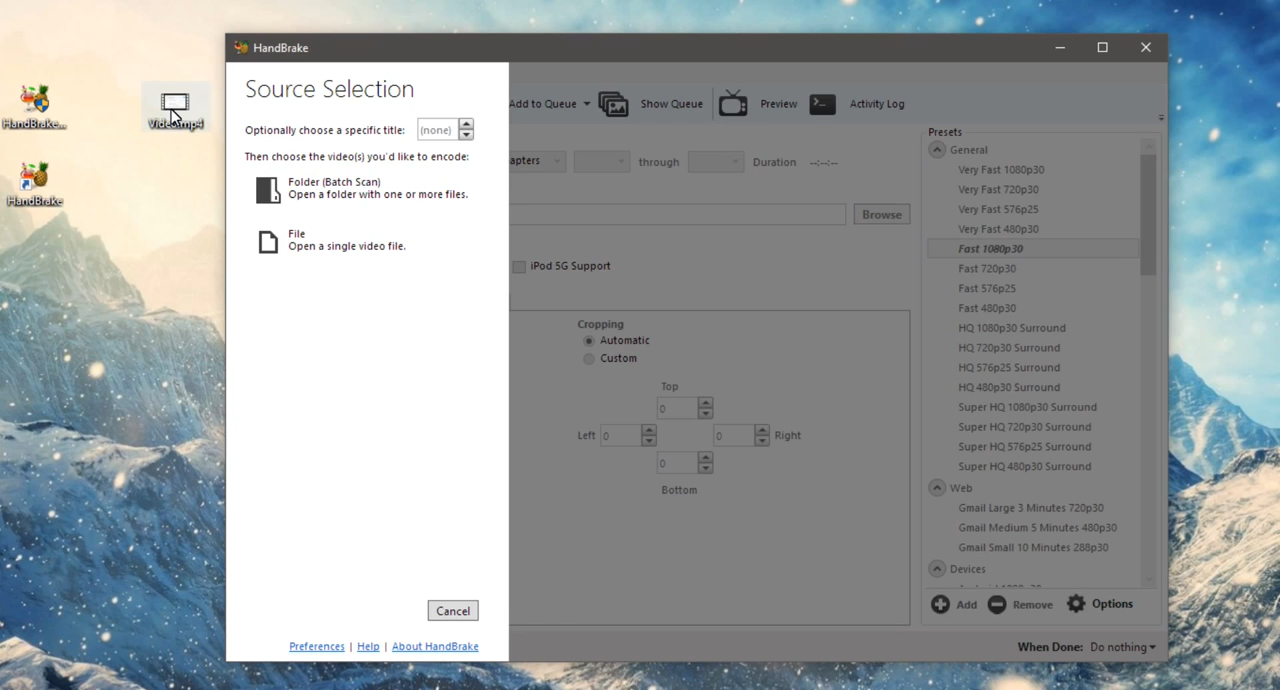 HandBrake
Source Selection
Optionally choose a specific title: (none)
Then choose the video(s) you'd like to encode:
Folder (Batch Scan)
Open a folder with one or more files.
File
Open a single video file.
Cancel
Preferences | Help | About HandBrake
HandBrake...
HandBrake
Add to Queue
Show Queue
Preview
Activity Log
apters
through
Duration
--:--:--
Browse
iPod 5G Support
Cropping
Automatic
Custom
Top
0
Left 0
0 Right
0
Bottom
Presets
General
Very Fast 1080p30
Very Fast 720p30
Very Fast 576p25
Very Fast 480p30
Fast 1080p30
Fast 720p30
Fast 576p25
Fast 480p30
HQ 1080p30 Surround
HQ 720p30 Surround
HQ 576p25 Surround
HQ 480p30 Surround
Super HQ 1080p30 Surround
Super HQ 720p30 Surround
Super HQ 576p25 Surround
Super HQ 480p30 Surround
Web
Gmail Large 3 Minutes 720p30
Gmail Medium 5 Minutes 480p30
Gmail Small 10 Minutes 288p30
Devices
Add
Remove
Options
When Done: Do nothing